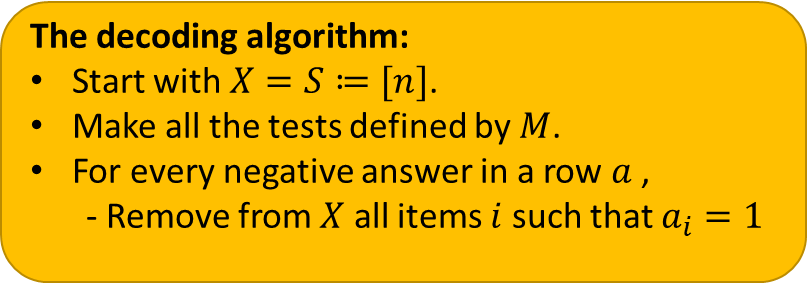 The decoding algorithm:
• Start with 𝑋 = 𝑆 ≔ [𝑛].
• Make all the tests defined by 𝑀.
• For every negative answer in a row 𝑎 ,
- Remove from 𝑋 all items 𝑖 such that 𝑎ᵢ = 1